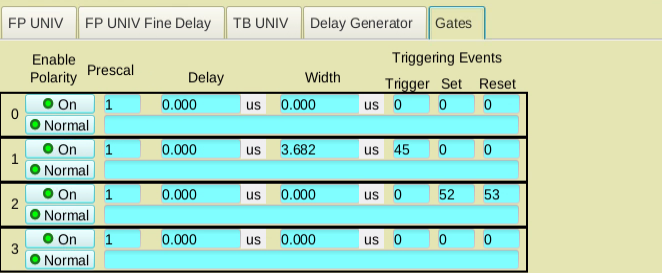 FP UNIV FP UNIV Fine Delay TB UNIV Delay Generator Gates
Enable Polarity Prescal Delay Width Triggering Events
Trigger Set Reset
0 On 1 0.000 us 0.000 us 0 0 0
Normal
1 On 1 0.000 us 3.682 us 45 0 0
Normal
2 On 1 0.000 us 0.000 us 0 52 53
Normal
3 On 1 0.000 us 0.000 us 0 0 0
Normal